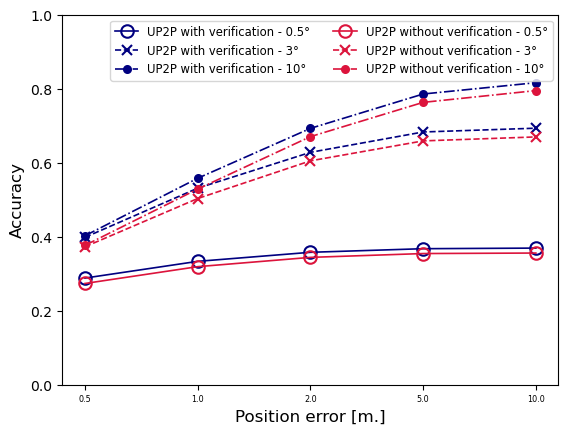 1.0
UP2P with verification - 0.5°
UP2P without verification - 0.5°
UP2P with verification - 3°
UP2P without verification - 3°
UP2P with verification - 10°
UP2P without verification - 10°
0.8
0.6
Accuracy
0.4
0.2
0.0
0.5 1.0 2.0 5.0 10.0
Position error [m.]